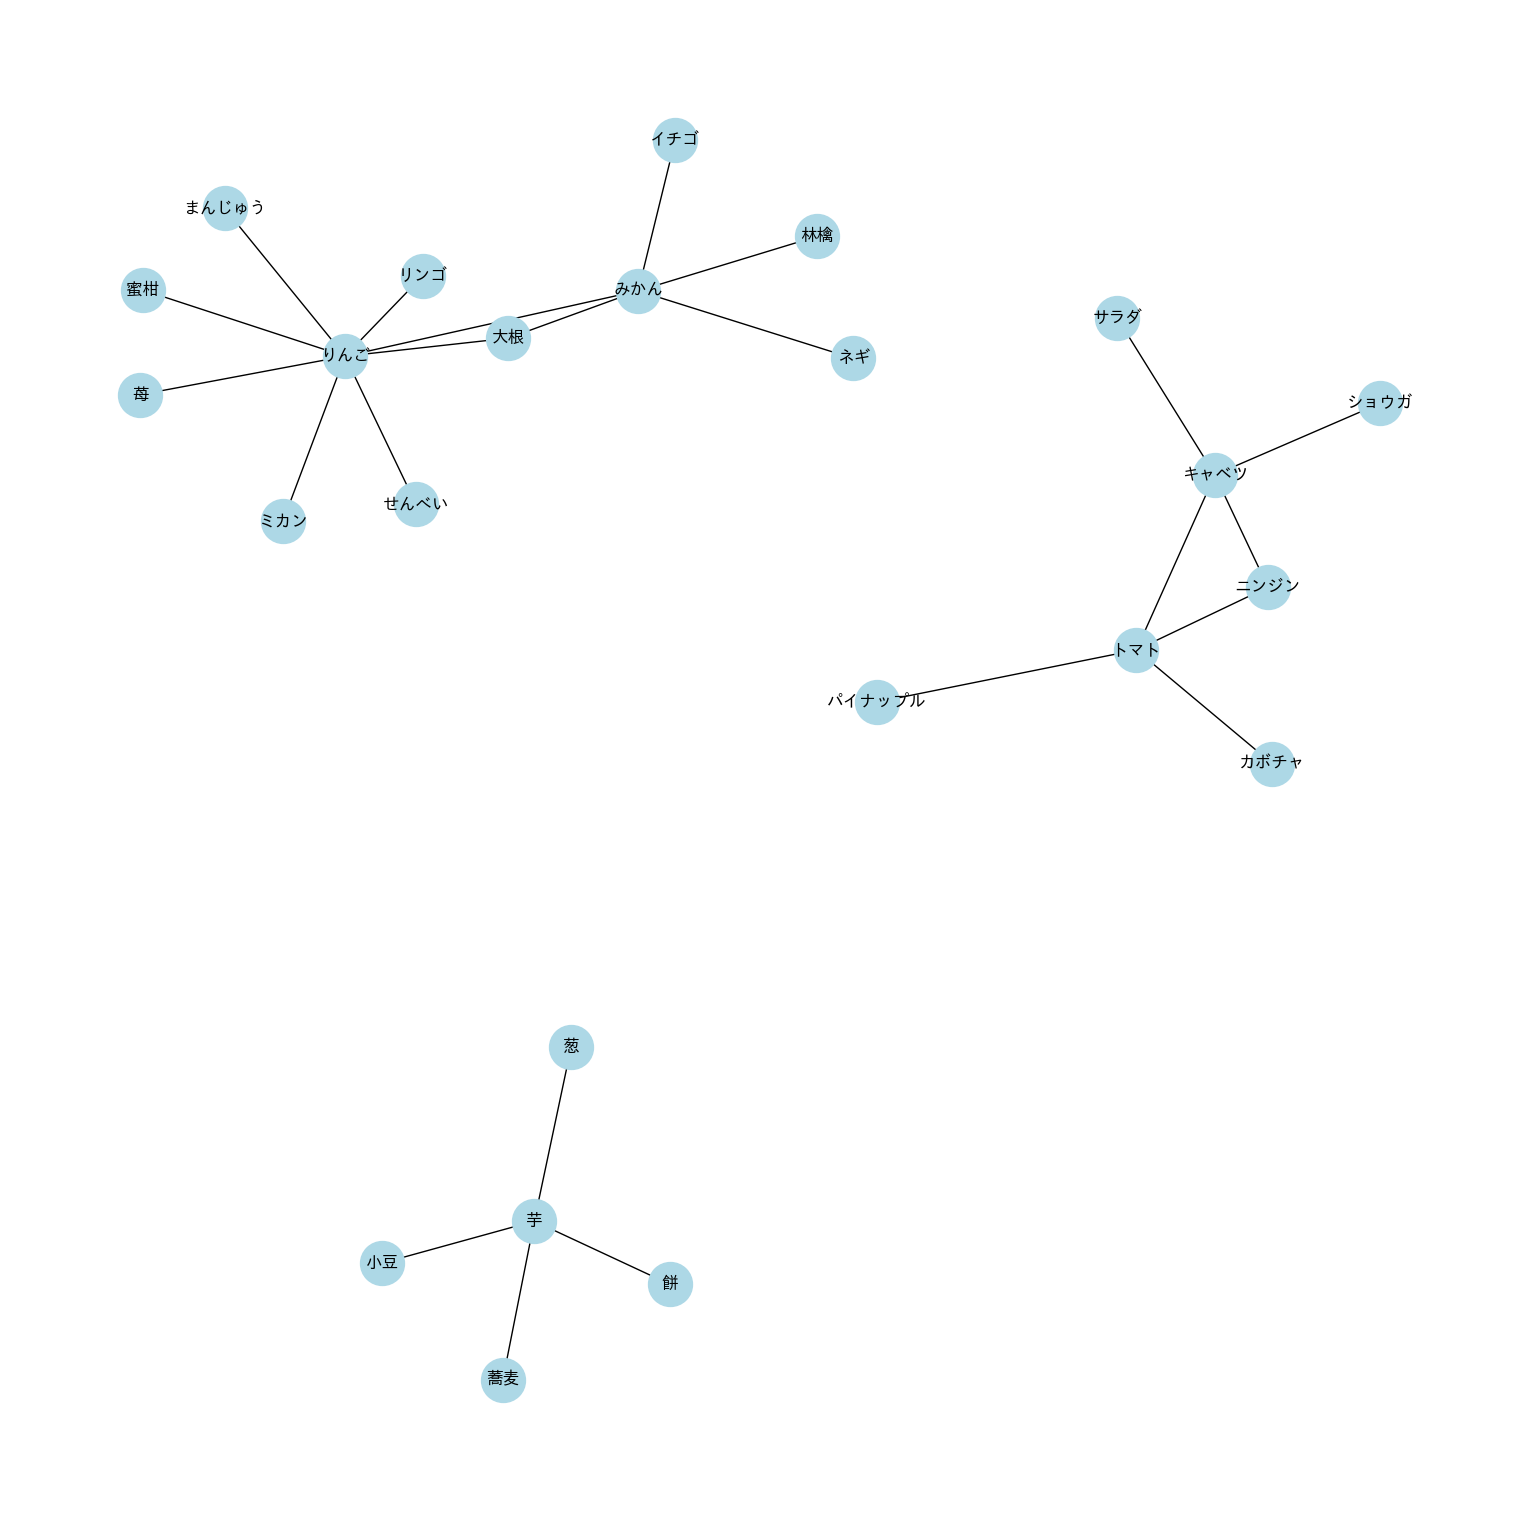 イチゴ
まんじゅう
林檎
リンゴ
蜜柑
みかん
サラダ
大根
りんご
ネギ
苺
ショウガ
キャベツ
せんべい
ミカン
ニンジン
トマト
パイナップル
カボチャ
葱
芋
小豆
餅
蕎麦